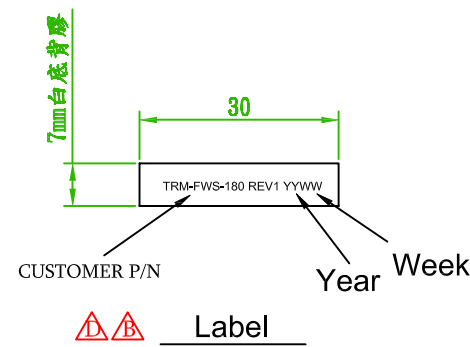 7mm白底背膠
30
TRM-FWS-180 REV1 YYWW
CUSTOMER P/N
Year
Week
D B
Label